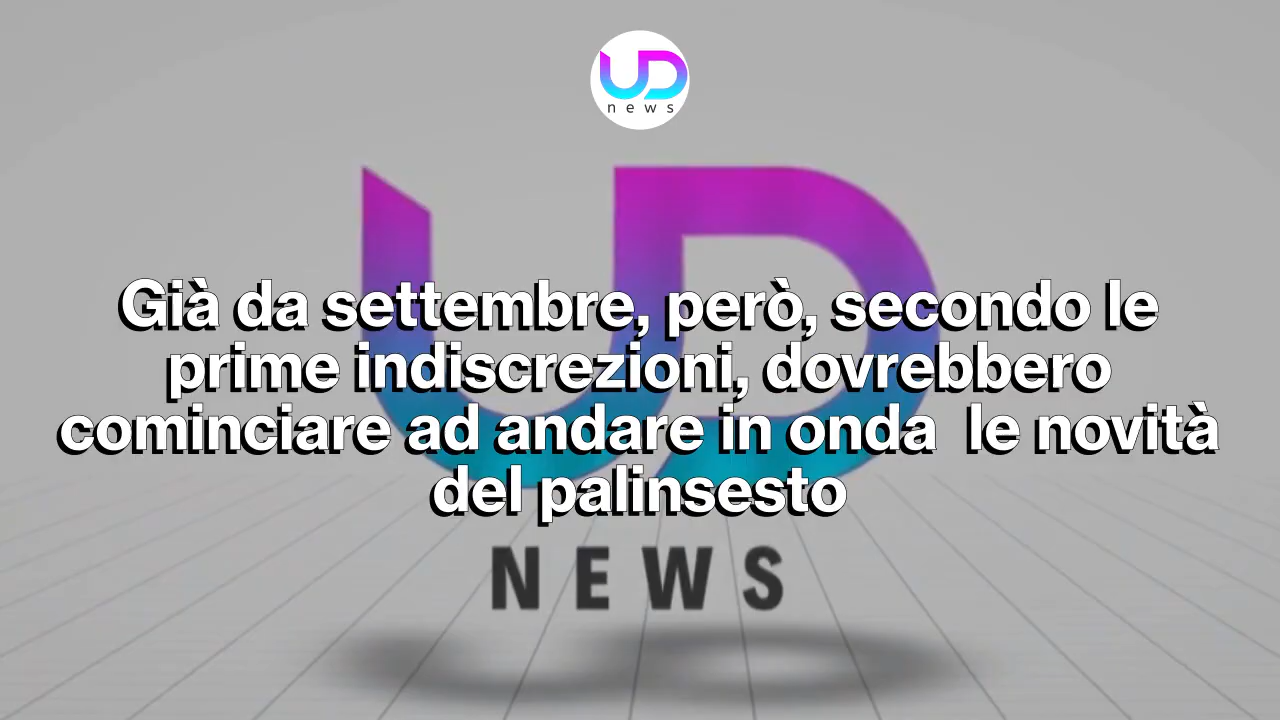 UD
news
UD
Già da settembre, però, secondo le
prime indiscrezioni, dovrebbero
cominciare ad andare in onda  le novità
del palinsesto
NEWS